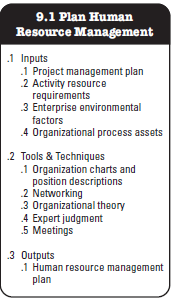 9.1 Plan Human
Resource Management
.1 Inputs
.1 Project management plan
.2 Activity resource
requirements
.3 Enterprise environmental
factors
.4 Organizational process assets
.2 Tools & Techniques
.1 Organization charts and
position descriptions
.2 Networking
.3 Organizational theory
.4 Expert judgment
.5 Meetings
.3 Outputs
.1 Human resource management
plan